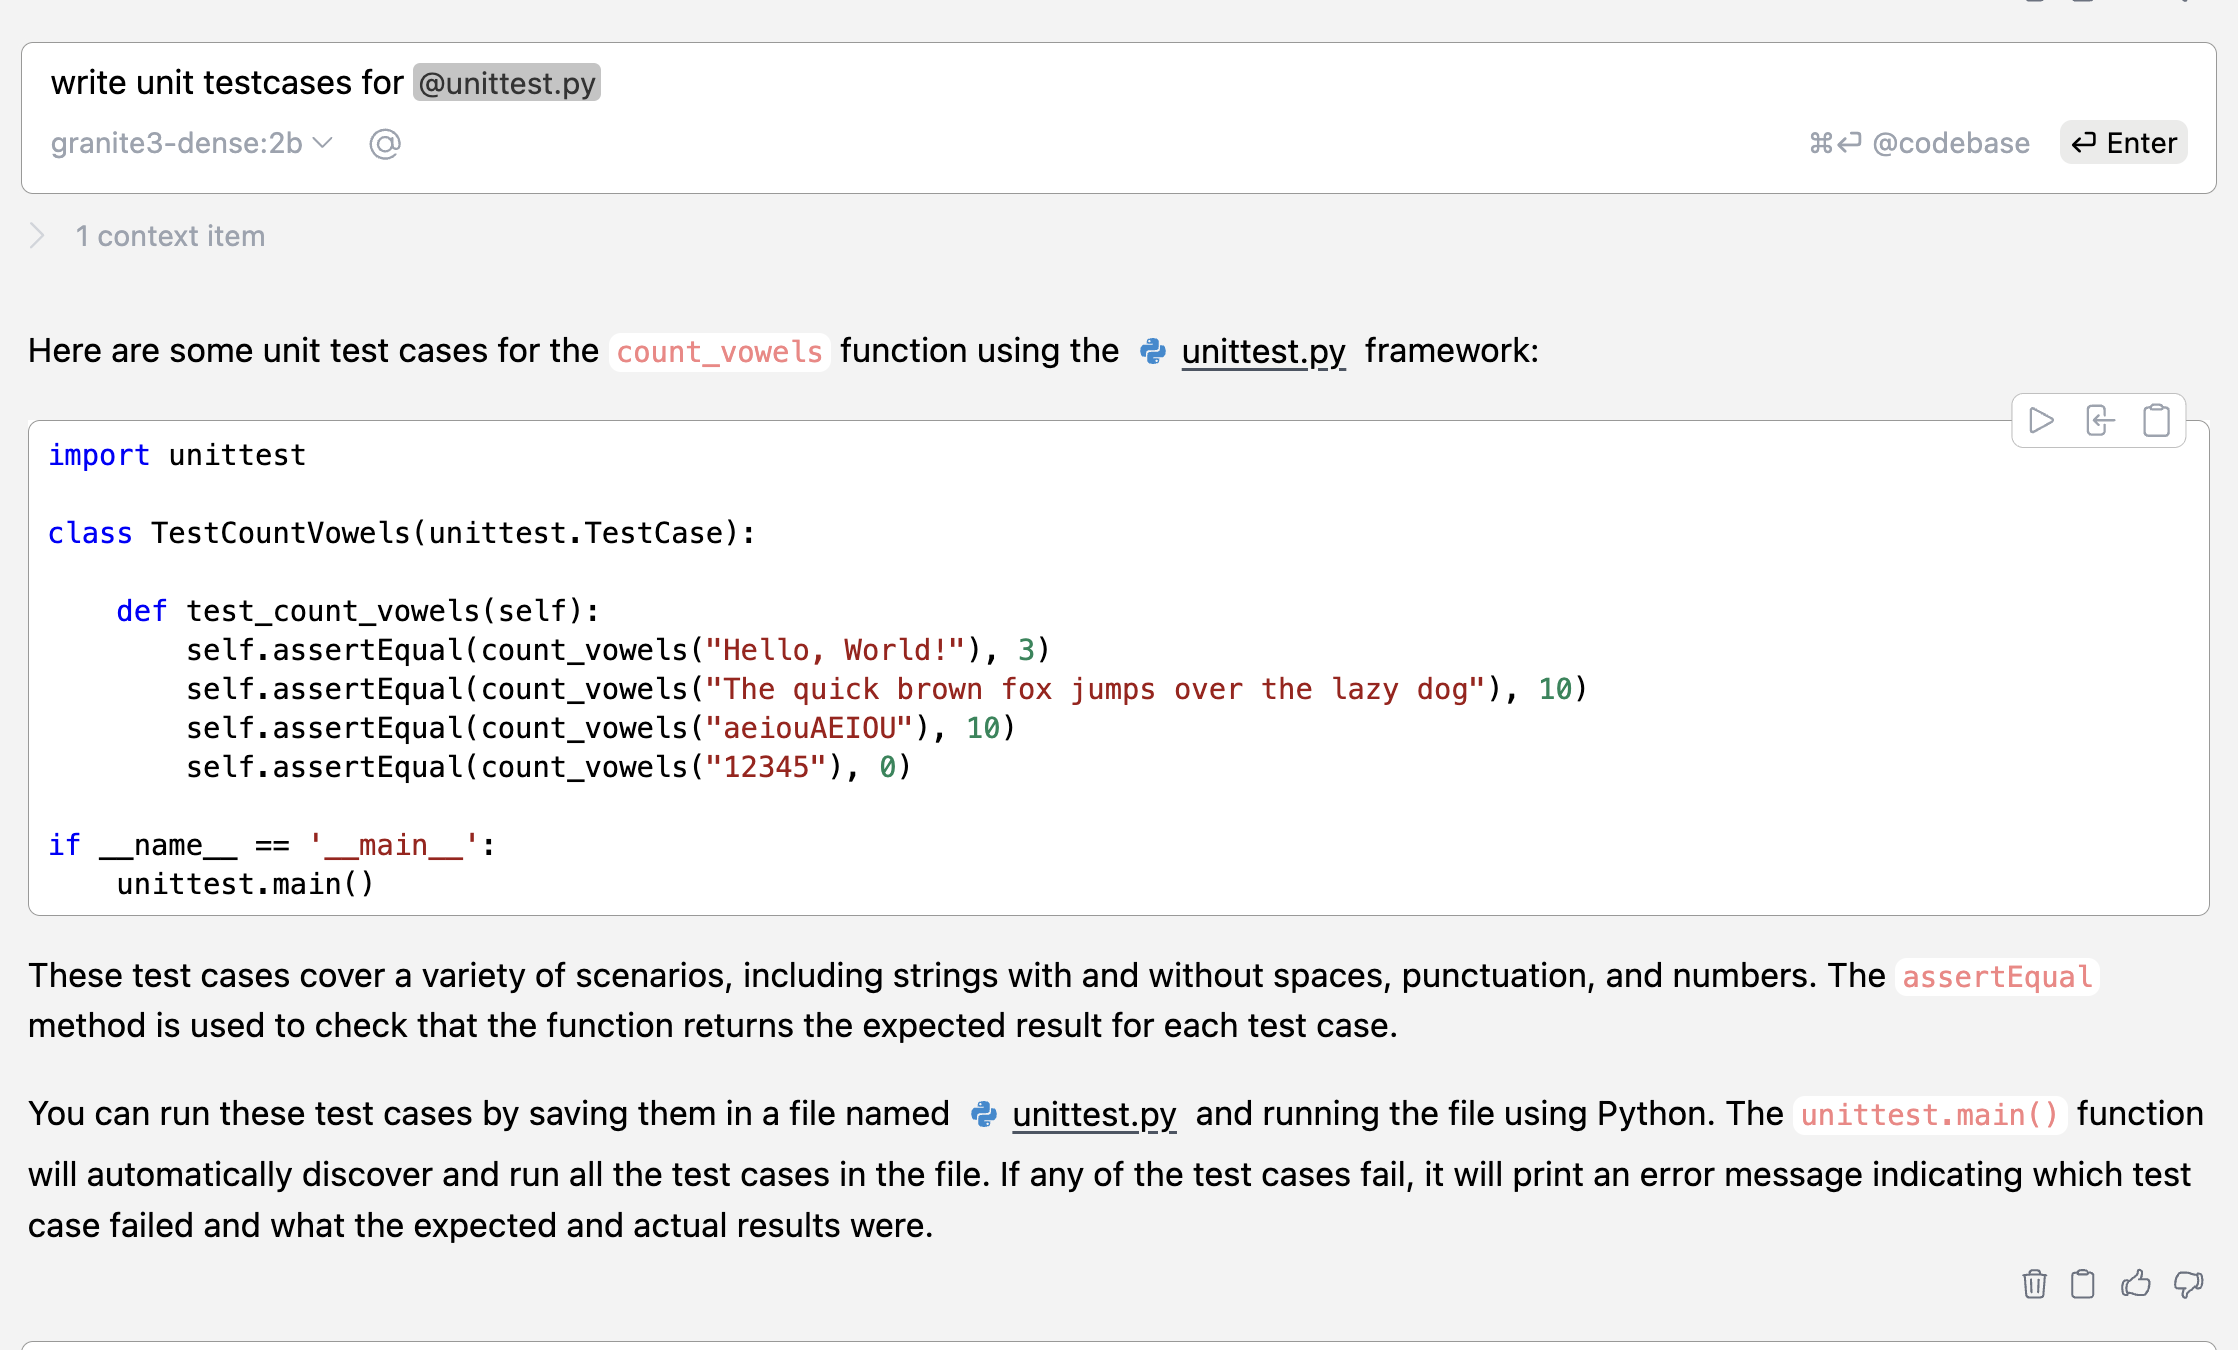 write unit testcases for @unittest.py
granite3-dense:2b @ ⌘⏎ @codebase ⏎ Enter
1 context item
Here are some unit test cases for the count_vowels function using the unittest.py framework:
import unittest
class TestCountVowels(unittest.TestCase):
def test_count_vowels(self):
self.assertEqual(count_vowels("Hello, World!"), 3)
self.assertEqual(count_vowels("The quick brown fox jumps over the lazy dog"), 10)
self.assertEqual(count_vowels("aeiouAEIOU"), 10)
self.assertEqual(count_vowels("12345"), 0)
if __name__ == '__main__':
unittest.main()
These test cases cover a variety of scenarios, including strings with and without spaces, punctuation, and numbers. The assertEqual
method is used to check that the function returns the expected result for each test case.
You can run these test cases by saving them in a file named unittest.py and running the file using Python. The unittest.main() function
will automatically discover and run all the test cases in the file. If any of the test cases fail, it will print an error message indicating which test
case failed and what the expected and actual results were.